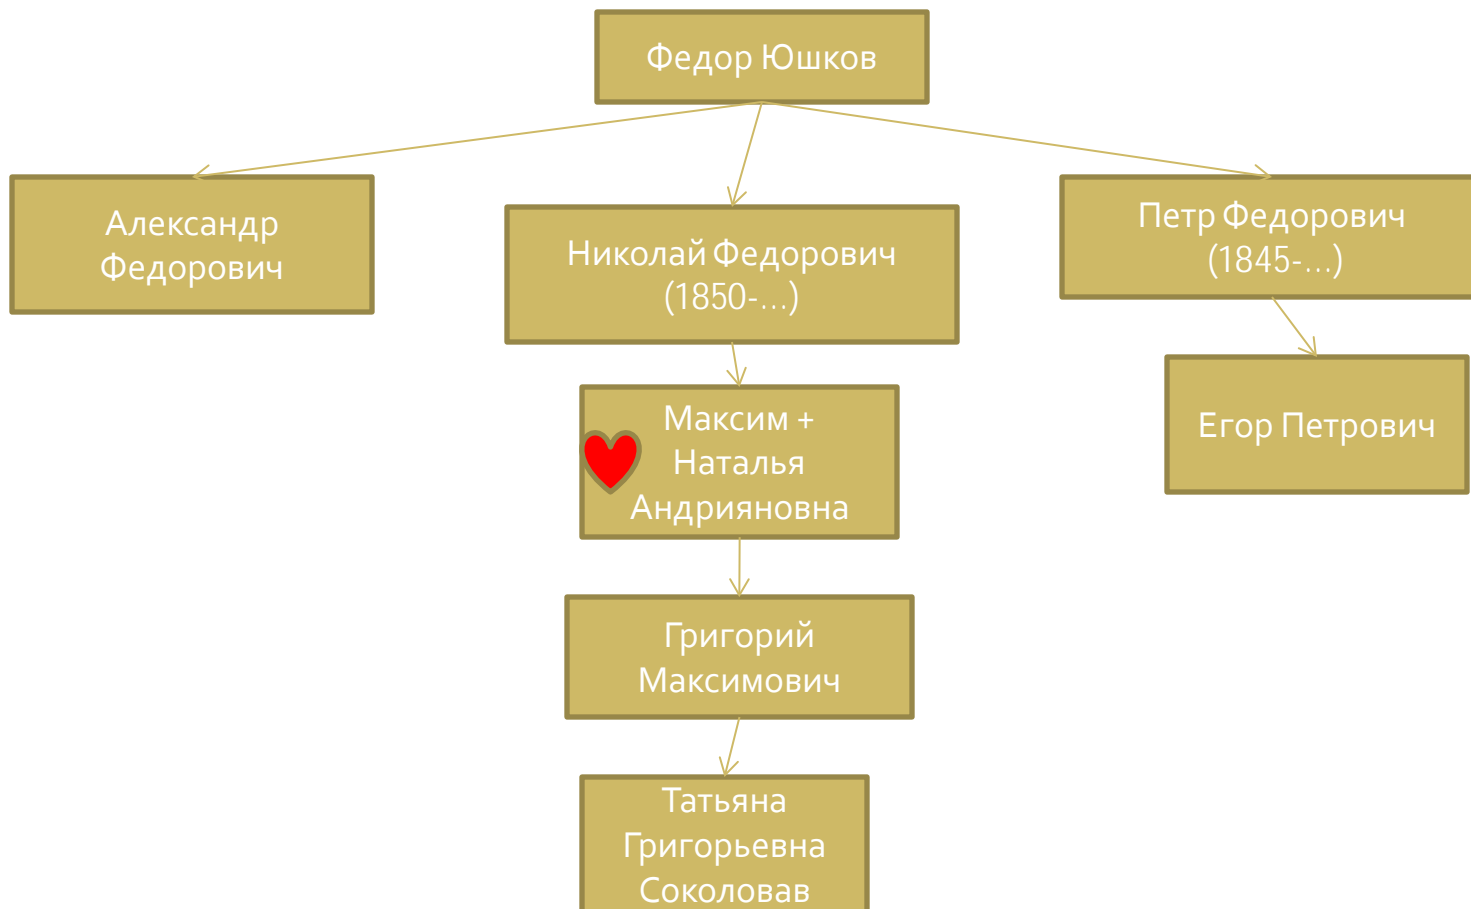 Федор Юшков
Александр
Федорович
Николай Федорович
(1850-...)
Петр Федорович
(1845-...)
Максим +
Наталья
Андрияновна
Егор Петрович
Григорий
Максимович
Татьяна
Григорьевна
Соколовав